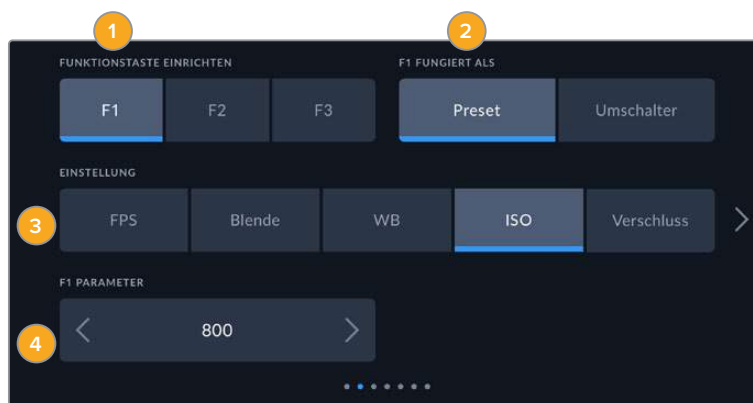 1 2
FUNKTIONSTASTE EINRICHTEN F1 FUNGIERT ALS
F1 F2 F3 Preset Umschalter
EINSTELLUNG
3 FPS Blende WB ISO Verschluss
F1 PARAMETER
4 800